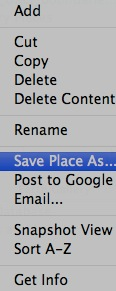 Add
Cut
Copy
Delete
Delete Content
Rename
Save Place As...
Post to Google
Email...
Snapshot View
Sort A-Z
Get Info